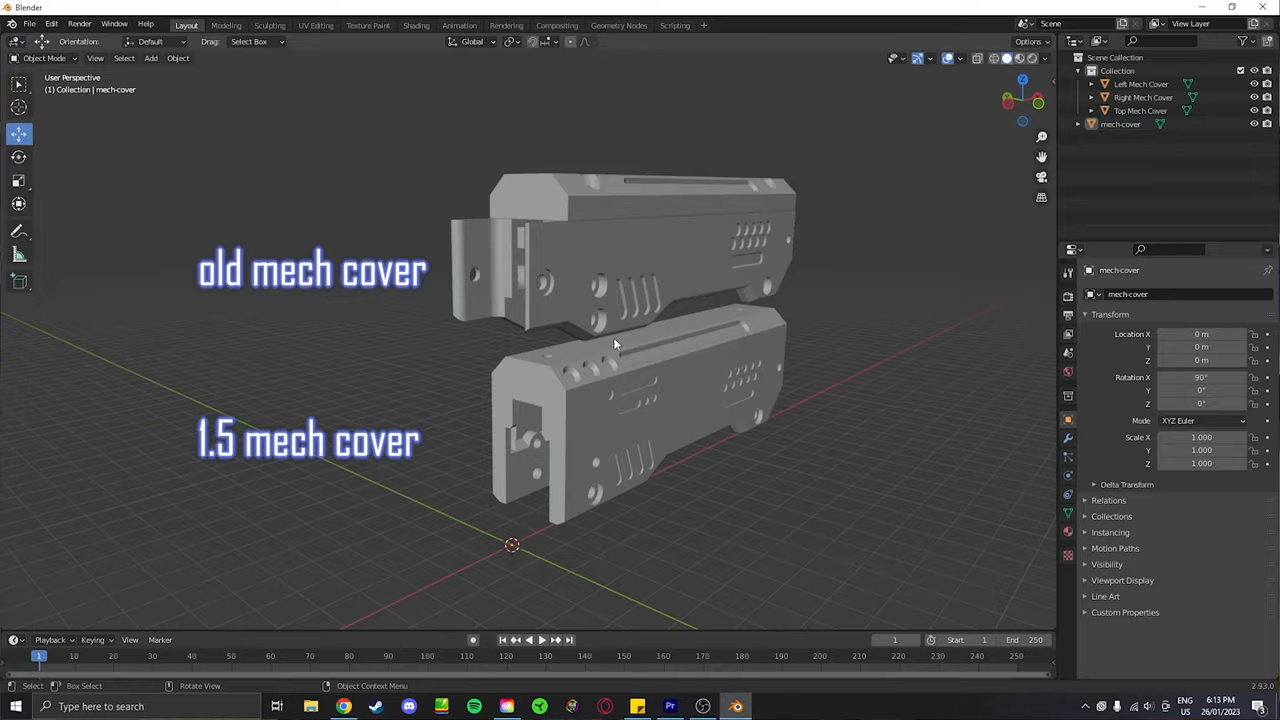 Blender
File Edit Render Window Help Layout Modeling Sculpting UV Editing Texture Paint Shading Animation Rendering Compositing Geometry Nodes Scripting + Scene View Layer
Orientation: Default Drag: Select Box Global Options
Object Mode View Select Add Object
User Perspective
(1) Collection | mech-cover
Z
Scene Collection
Collection
Left Mech Cover
Right Mech Cover
Top Mech Cover
mech-cover
old mech cover
1.5 mech cover
mech-cover
mech-cover
Transform
Location X 0 m
Y 0 m
Z 0 m
Rotation X 90°
Y 0°
Z 0°
Mode XYZ Euler
Scale X 1.000
Y 1.000
Z 1.000
Delta Transform
Relations
Collections
Instancing
Motion Paths
Visibility
Viewport Display
Line Art
Custom Properties
Playback Keying View Marker 1 Start 1 End 250
1 10 20 30 40 50 60 70 80 90 100 110 120 130 140 150 160 170 180 190 200 210 220 230 240 250
Select Box Select Rotate View Object Context Menu 2.93.0
Type here to search
ENG 6:13 PM
US 26/01/2023